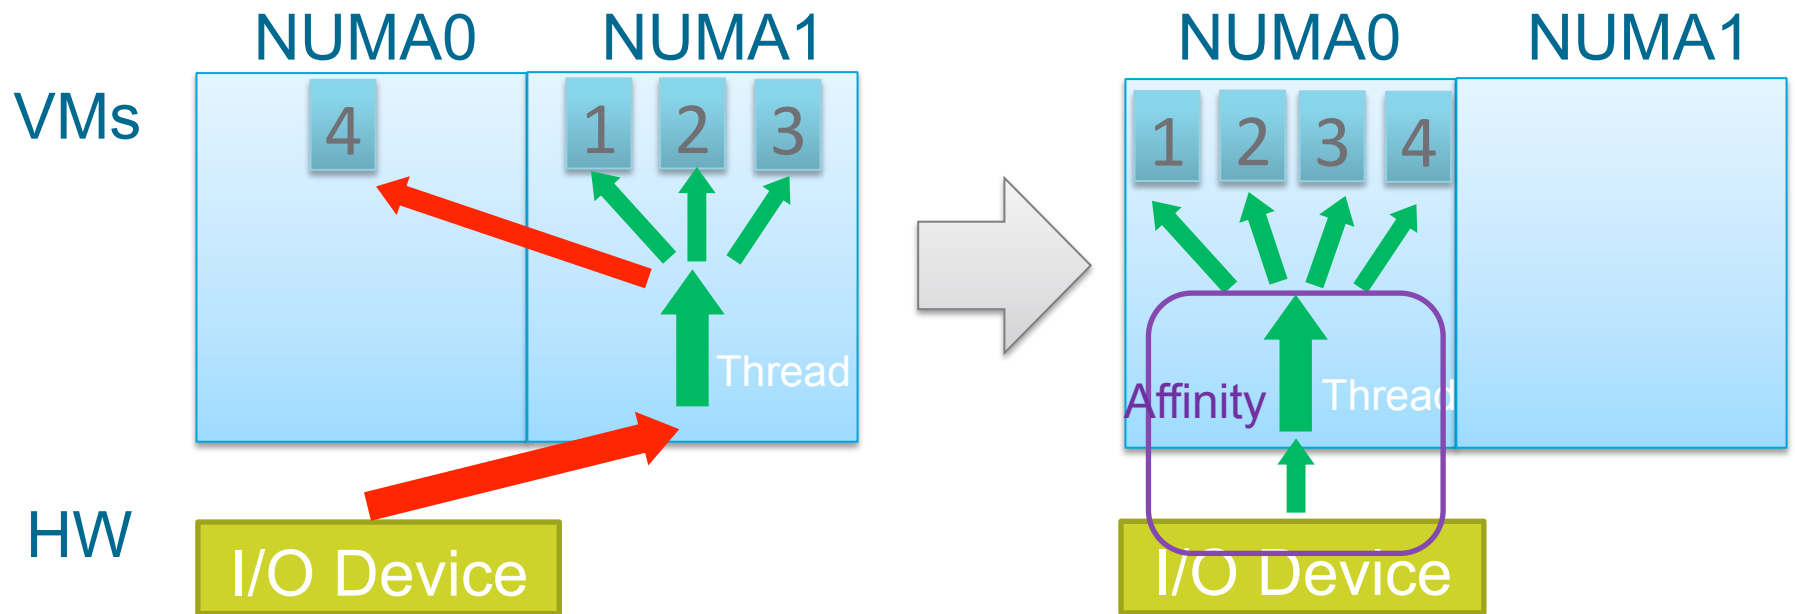 NUMA0 NUMA1 NUMA0 NUMA1
VMs
4 1 2 3 1 2 3 4
Thread Affinity Thread
HW
I/O Device I/O Device